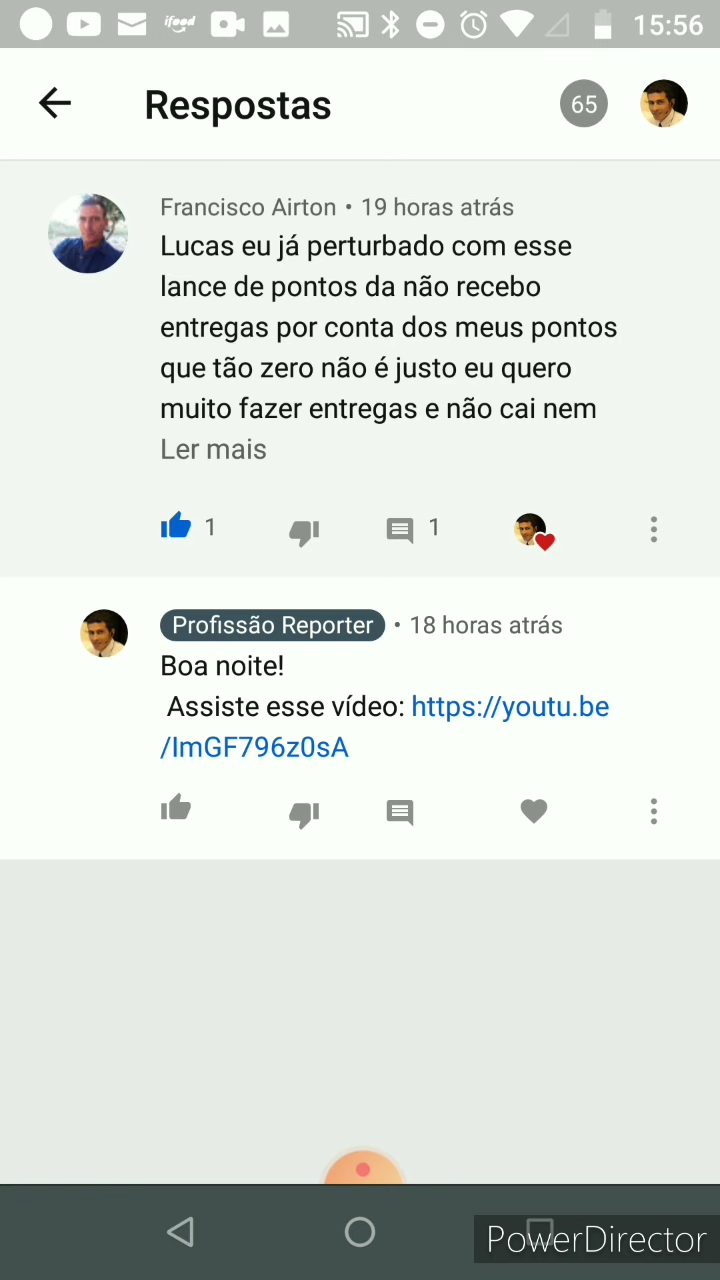 ifood
15:56
Respostas
65
Francisco Airton • 19 horas atrás
Lucas eu já perturbado com esse
lance de pontos da não recebo
entregas por conta dos meus pontos
que tão zero não é justo eu quero
muito fazer entregas e não cai nem
Ler mais
1
1
Profissão Reporter • 18 horas atrás
Boa noite!
Assiste esse vídeo: https://youtu.be
/ImGF796z0sA
PowerDirector